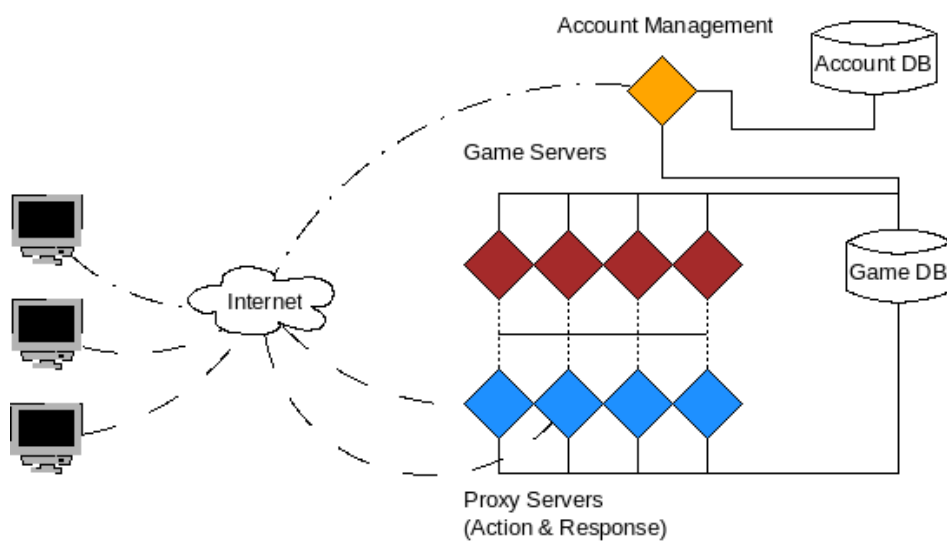 Account Management
Account DB
Game Servers
Internet
Game DB
Proxy Servers
(Action & Response)